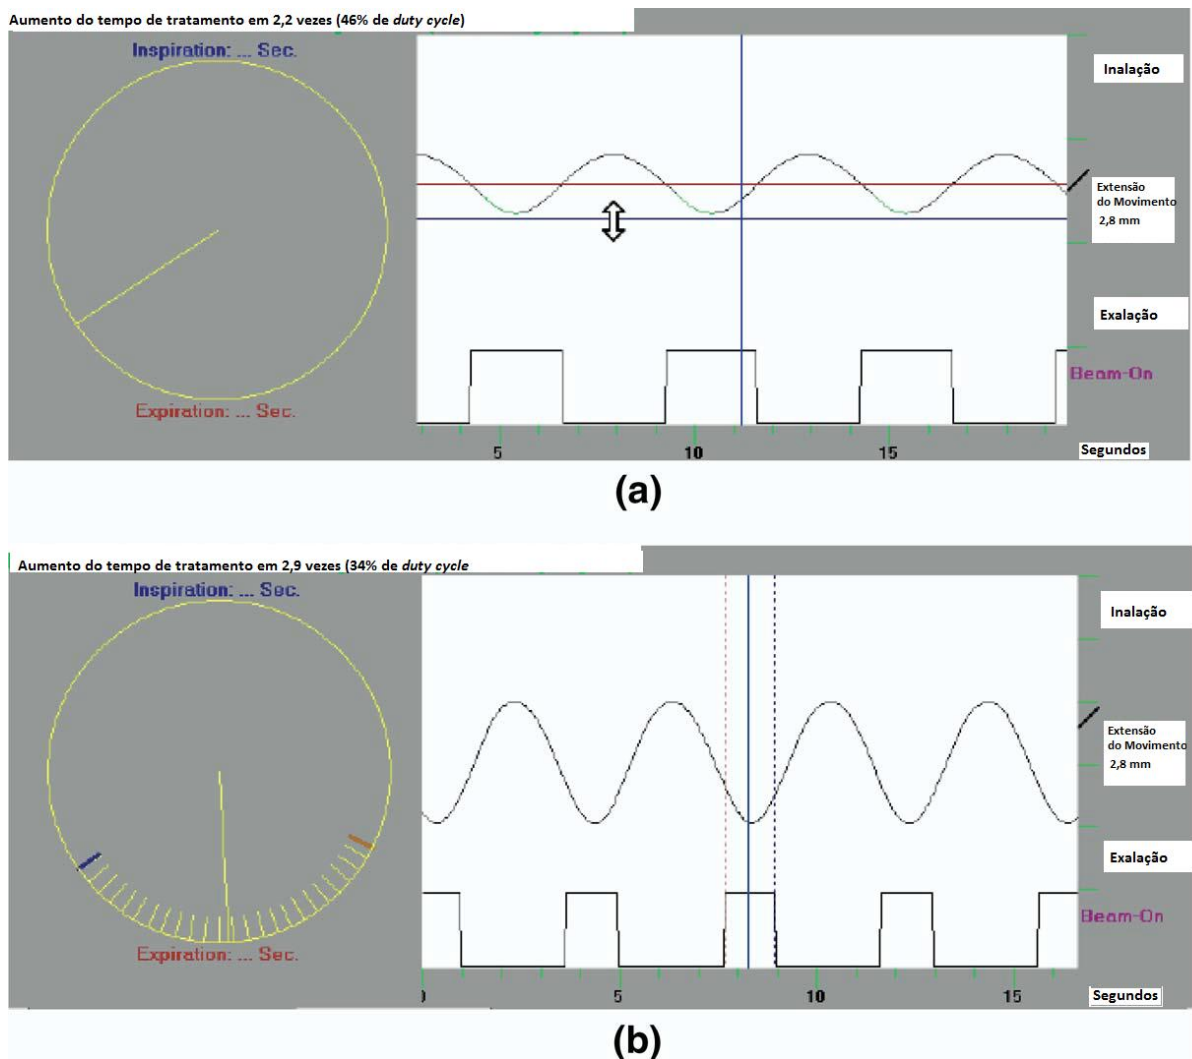 Aumento do tempo de tratamento em 2,2 vezes (46% de duty cycle)
Inspiration: ... Sec.
Inalação
Extensão
do Movimento
2,8 mm
Exalação
Beam-On
Expiration: ... Sec.
5
10
15
Segundos
(a)
Aumento do tempo de tratamento em 2,9 vezes (34% de duty cycle
Inspiration: ... Sec.
Inalação
Extensão
do Movimento
2,8 mm
Exalação
Beam-On
Expiration: ... Sec.
5
10
15
Segundos
(b)